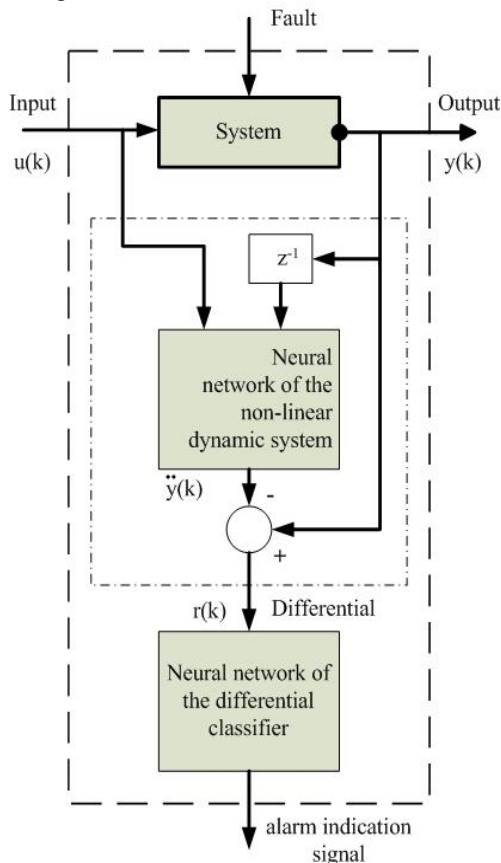 Fault
Input
Output
System
u(k)
y(k)
z⁻¹
Neural
network of the
non-linear
dynamic system
ÿ(k)
-
+
r(k)
Differential
Neural network of
the differential
classifier
alarm indication
signal